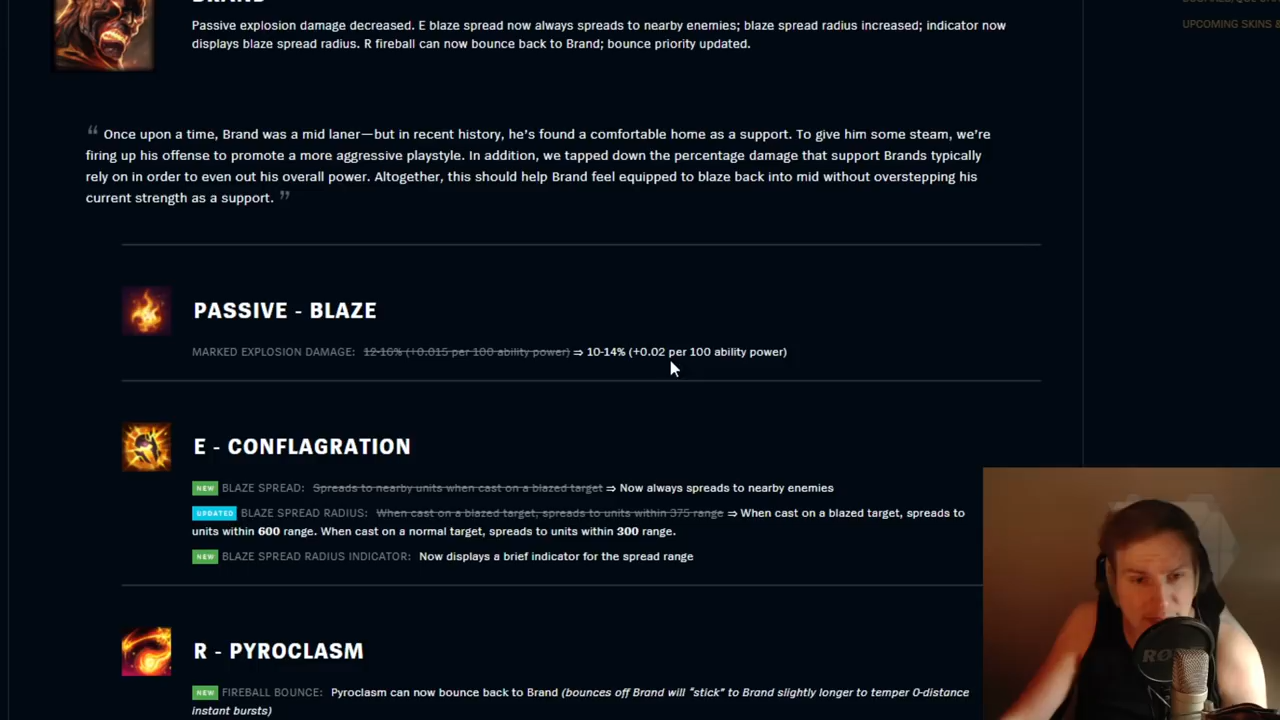 BRAND
UPCOMING SKINS &
Passive explosion damage decreased. E blaze spread now always spreads to nearby enemies; blaze spread radius increased; indicator now
displays blaze spread radius. R fireball can now bounce back to Brand; bounce priority updated.
“ Once upon a time, Brand was a mid laner—but in recent history, he’s found a comfortable home as a support. To give him some steam, we’re
firing up his offense to promote a more aggressive playstyle. In addition, we tapped down the percentage damage that support Brands typically
rely on in order to even out his overall power. Altogether, this should help Brand feel equipped to blaze back into mid without overstepping his
current strength as a support. ”
PASSIVE - BLAZE
MARKED EXPLOSION DAMAGE: 12-16% (+0.015 per 100 ability power) ⇒ 10-14% (+0.02 per 100 ability power)
E - CONFLAGRATION
NEW BLAZE SPREAD: Spreads to nearby units when cast on a blazed target ⇒ Now always spreads to nearby enemies
UPDATED BLAZE SPREAD RADIUS: When cast on a blazed target, spreads to units within 375 range ⇒ When cast on a blazed target, spreads to
units within 600 range. When cast on a normal target, spreads to units within 300 range.
NEW BLAZE SPREAD RADIUS INDICATOR: Now displays a brief indicator for the spread range
R - PYROCLASM
NEW FIREBALL BOUNCE: Pyroclasm can now bounce back to Brand (bounces off Brand will “stick” to Brand slightly longer to temper 0-distance
instant bursts)
RØDE